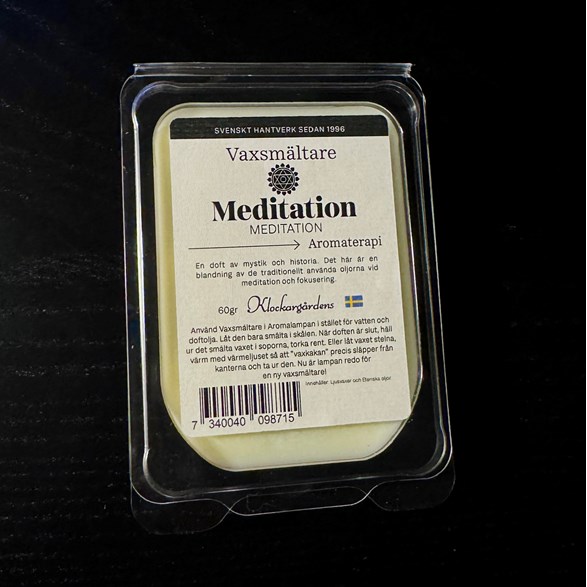 SVENSKT HANTVERK SEDAN 1996
Vaxsmältare
Meditation
MEDITATION
Aromaterapi
En doft av mystik och historia. Det här är en
blandning av de traditionellt använda oljorna vid
meditation och fokusering.
60gr Klockargårdens
Använd Vaxsmältare i Aromalampan i stället för vatten och
doftolja. Låt den bara smälta i skålen. När doften är slut, häll
ur det smälta vaxet i soporna, torka rent. Eller låt vaxet stelna,
värm med värmeljuset så att "vaxkakan" precis släpper från
kanterna och ta ur den. Nu är lampan redo för
en ny vaxsmältare!
Innehåller: Ljusvaxer och Eteriska oljor.
7 340040 098715